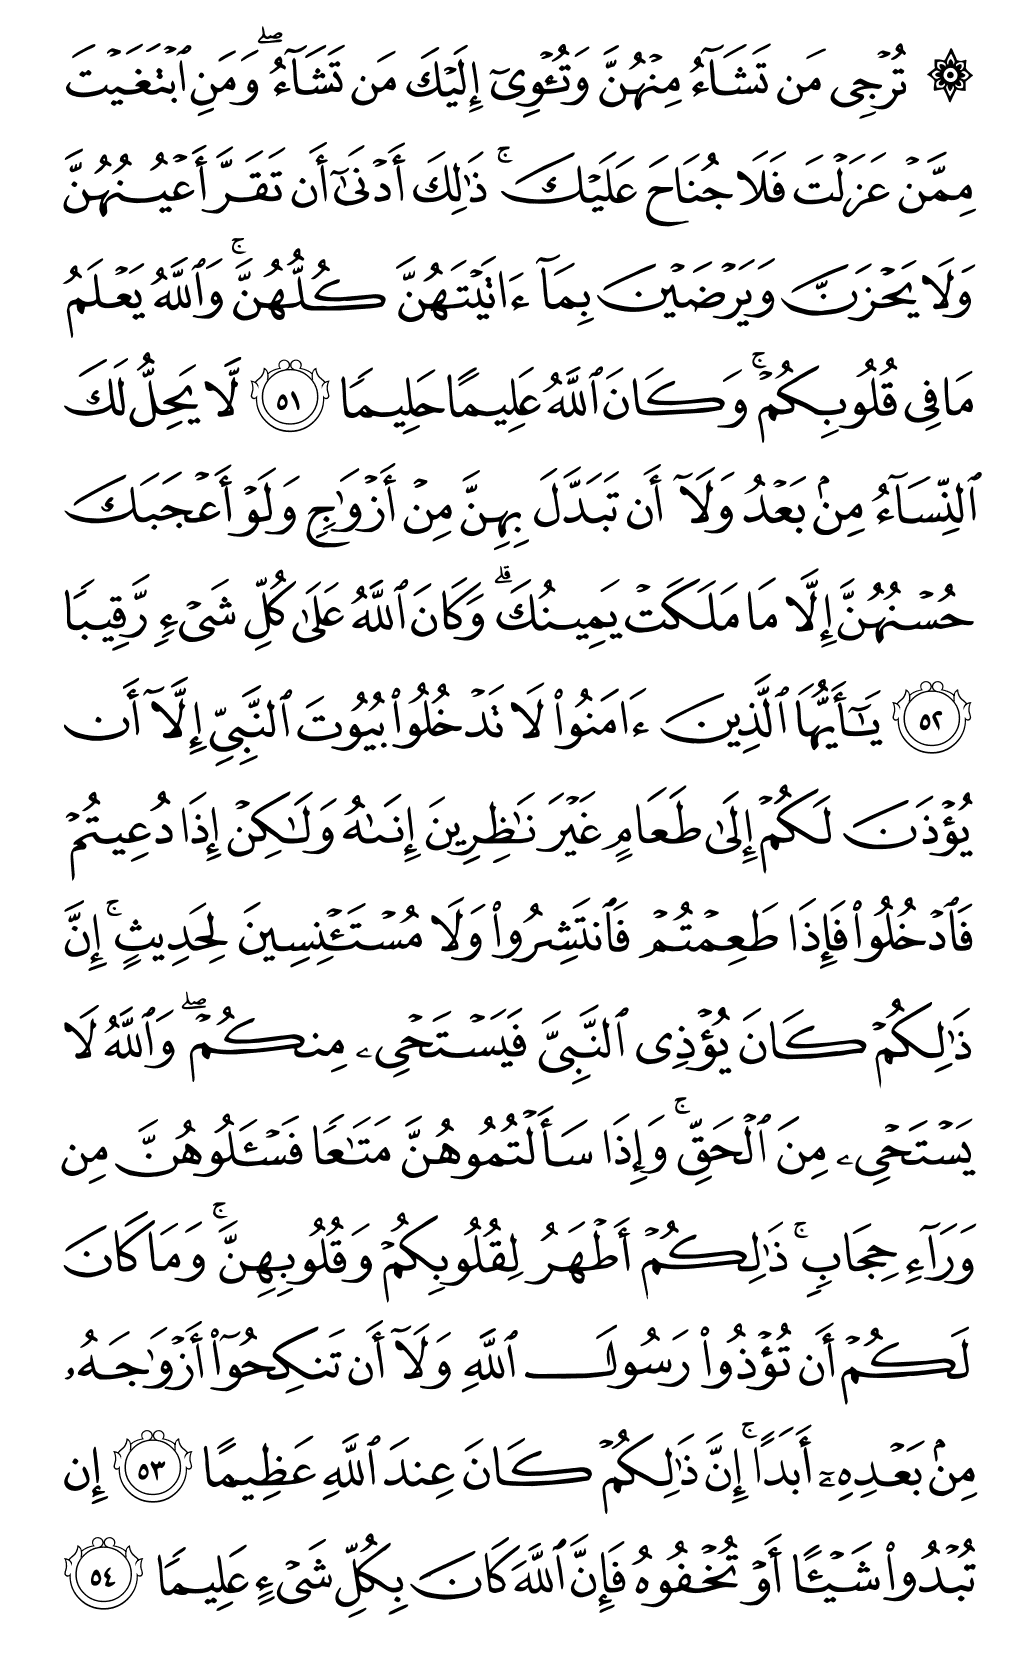 ۞ تُرْجِى مَن تَشَآءُ مِنْهُنَّ وَتُـْٔوِىٓ إِلَيْكَ مَن تَشَآءُ ۖ وَمَنِ ٱبْتَغَيْتَ
مِمَّنْ عَزَلْتَ فَلَا جُنَاحَ عَلَيْكَ ۚ ذَٰلِكَ أَدْنَىٰٓ أَن تَقَرَّ أَعْيُنُهُنَّ
وَلَا يَحْزَنَّ وَيَرْضَيْنَ بِمَآ ءَاتَيْتَهُنَّ كُلُّهُنَّ ۚ وَٱللَّهُ يَعْلَمُ
مَا فِى قُلُوبِكُمْ ۚ وَكَانَ ٱللَّهُ عَلِيمًا حَلِيمًا ٥١ لَّا يَحِلُّ لَكَ
ٱلنِّسَآءُ مِنۢ بَعْدُ وَلَآ أَن تَبَدَّلَ بِهِنَّ مِنْ أَزْوَٰجٍ وَلَوْ أَعْجَبَكَ
حُسْنُهُنَّ إِلَّا مَا مَلَكَتْ يَمِينُكَ ۗ وَكَانَ ٱللَّهُ عَلَىٰ كُلِّ شَىْءٍ رَّقِيبًا
٥٢ يَـٰٓأَيُّهَا ٱلَّذِينَ ءَامَنُوا۟ لَا تَدْخُلُوا۟ بُيُوتَ ٱلنَّبِىِّ إِلَّآ أَن
يُؤْذَنَ لَكُمْ إِلَىٰ طَعَامٍ غَيْرَ نَـٰظِرِينَ إِنَىٰهُ وَلَـٰكِنْ إِذَا دُعِيتُمْ
فَٱدْخُلُوا۟ فَإِذَا طَعِمْتُمْ فَٱنتَشِرُوا۟ وَلَا مُسْتَـْٔنِسِينَ لِحَدِيثٍ ۚ إِنَّ
ذَٰلِكُمْ كَانَ يُؤْذِى ٱلنَّبِىَّ فَيَسْتَحْىِۦ مِنكُمْ ۖ وَٱللَّهُ لَا
يَسْتَحْىِۦ مِنَ ٱلْحَقِّ ۚ وَإِذَا سَأَلْتُمُوهُنَّ مَتَـٰعًا فَسْـَٔلُوهُنَّ مِن
وَرَآءِ حِجَابٍ ۚ ذَٰلِكُمْ أَطْهَرُ لِقُلُوبِكُمْ وَقُلُوبِهِنَّ ۚ وَمَا كَانَ
لَكُمْ أَن تُؤْذُوا۟ رَسُولَ ٱللَّهِ وَلَآ أَن تَنكِحُوٓا۟ أَزْوَٰجَهُۥ
مِنۢ بَعْدِهِۦٓ أَبَدًا ۚ إِنَّ ذَٰلِكُمْ كَانَ عِندَ ٱللَّهِ عَظِيمًا ٥٣ إِن
تُبْدُوا۟ شَيْـًٔا أَوْ تُخْفُوهُ فَإِنَّ ٱللَّهَ كَانَ بِكُلِّ شَىْءٍ عَلِيمًا ٥٤